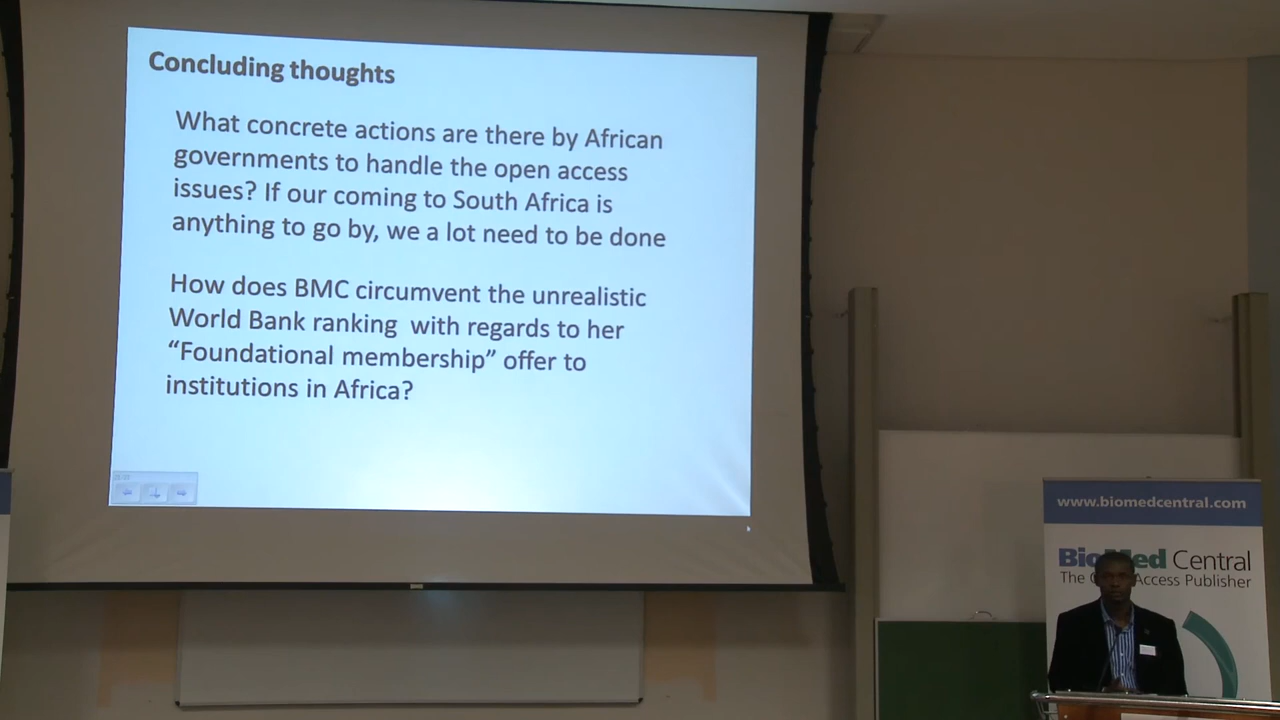 Concluding thoughts
What concrete actions are there by African
governments to handle the open access
issues? If our coming to South Africa is
anything to go by, we a lot need to be done
How does BMC circumvent the unrealistic
World Bank ranking with regards to her
“Foundational membership” offer to
institutions in Africa?
www.biomedcentral.com
BioMed Central
The Access Publisher